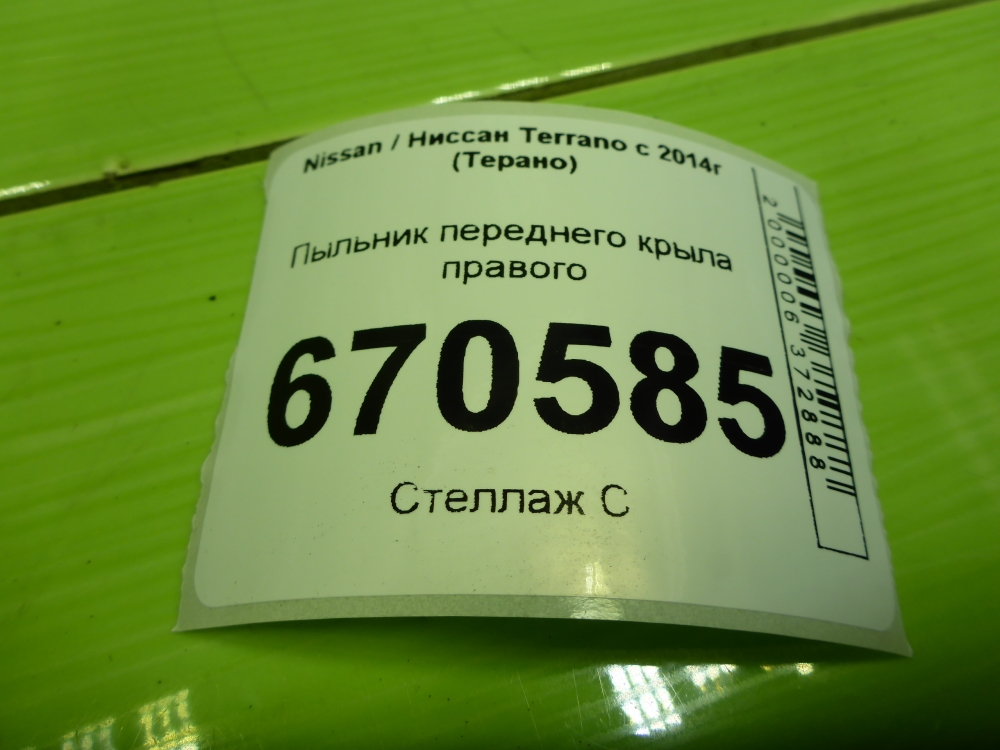 Nissan / Ниссан Terrano с 2014г
(Терано)
Пыльник переднего крыла
правого
670585
Стеллаж С
2000006372888